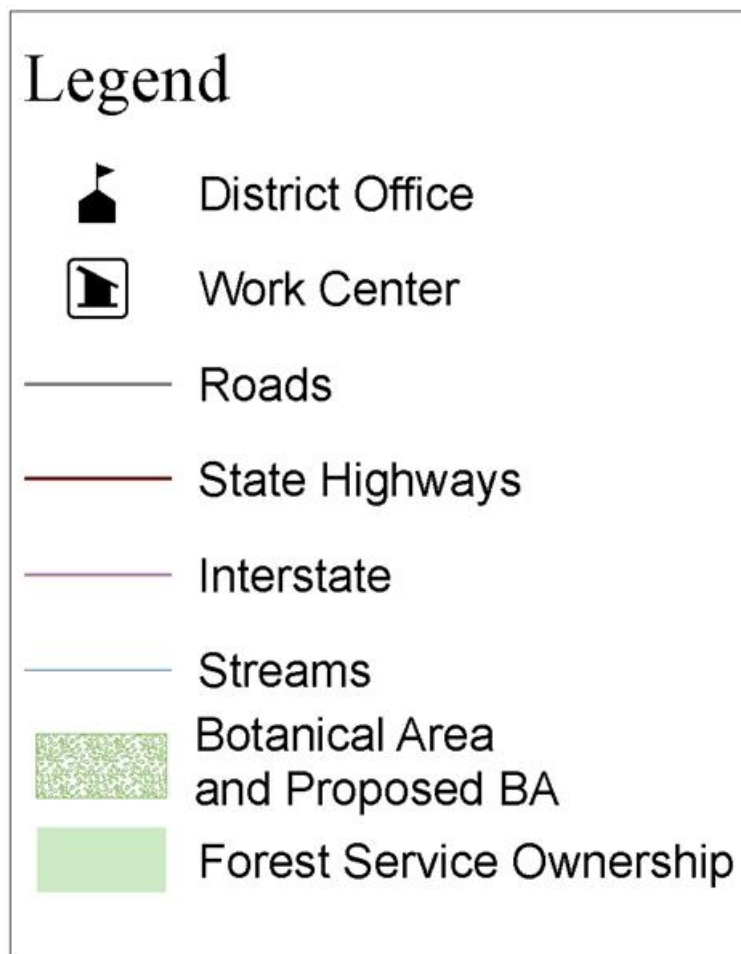 Legend
District Office
Work Center
Roads
State Highways
Interstate
Streams
Botanical Area
and Proposed BA
Forest Service Ownership